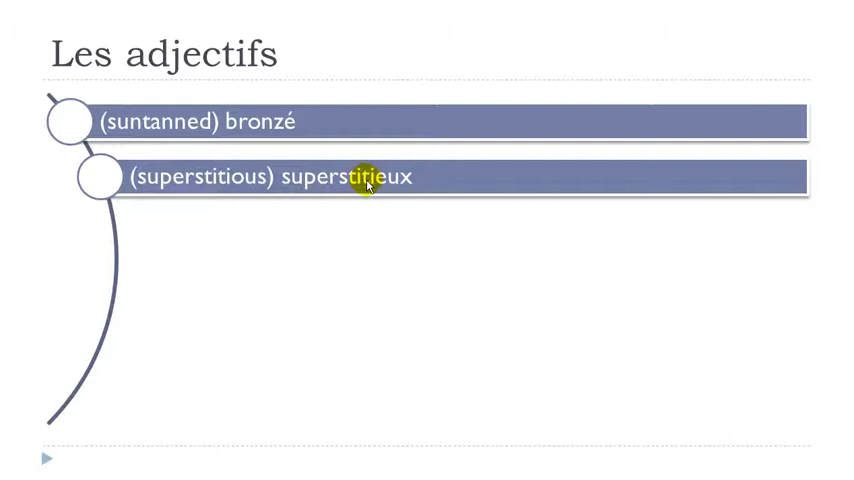 Les adjectifs
(suntanned) bronzé
(superstitious) superstitieux